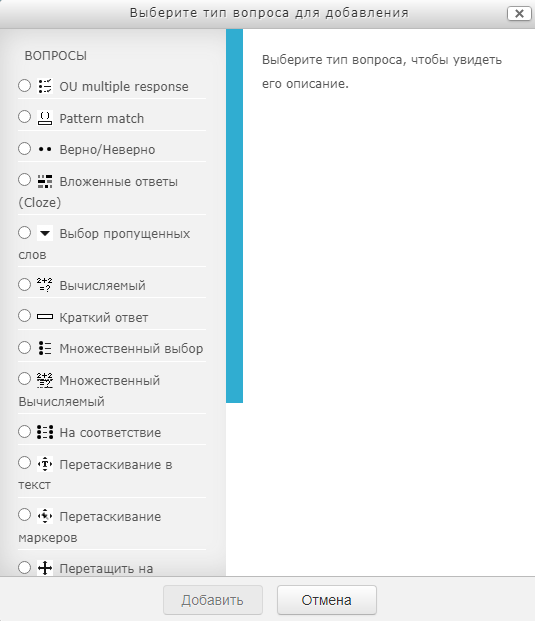 Выберите тип вопроса для добавления
ВОПРОСЫ
OU multiple response
Pattern match
Верно/Неверно
Вложенные ответы
(Cloze)
Выбор пропущенных
слов
Вычисляемый
Краткий ответ
Множественный выбор
Множественный
Вычисляемый
На соответствие
Перетаскивание в
текст
Перетаскивание
маркеров
Перетащить на
Выберите тип вопроса, чтобы увидеть
его описание.
Добавить
Отмена